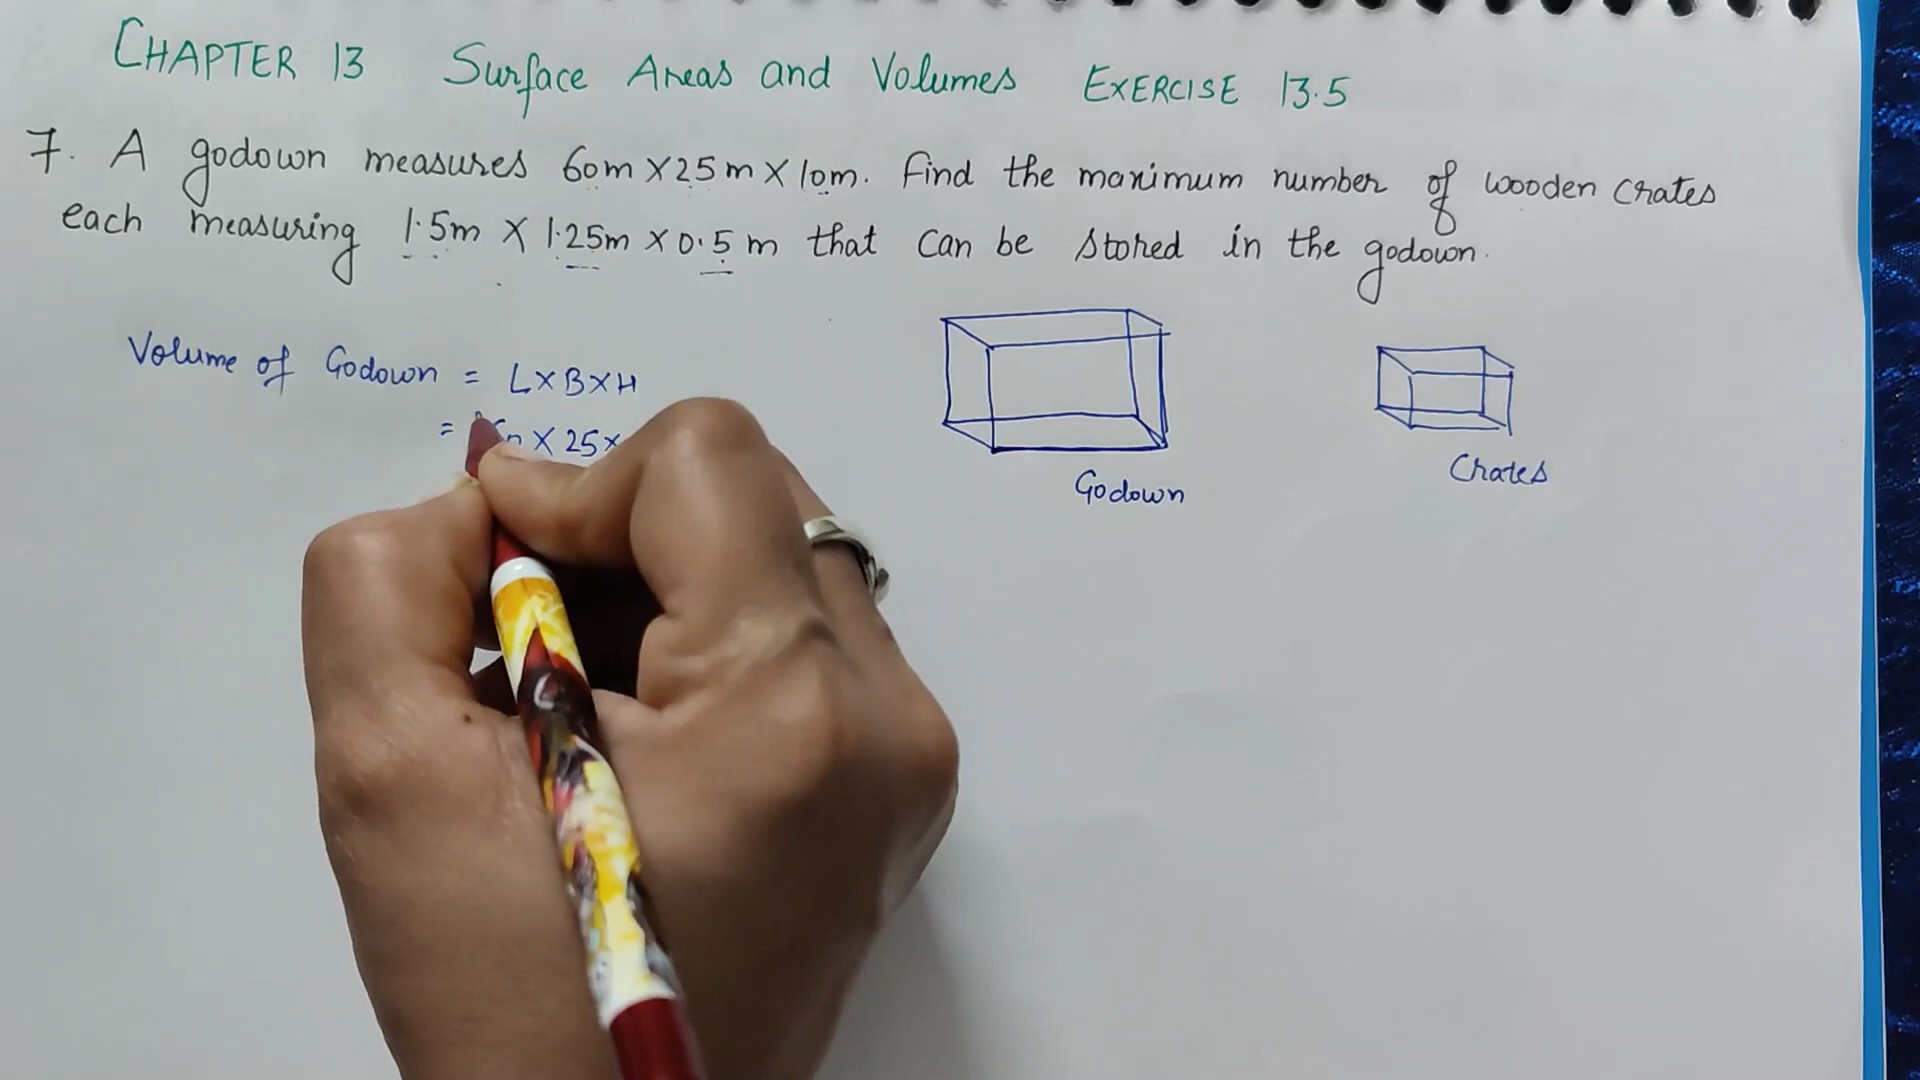 CHAPTER 13 Surface Areas and Volumes EXERCISE 13.5
7. A godown measures 60m X 25m X 10m. Find the maximum number of wooden crates
each measuring 1.5m X 1.25m X 0.5 m that can be stored in the godown.
Volume of Godown = L X B X H
= X 25 X
Godown
Crates